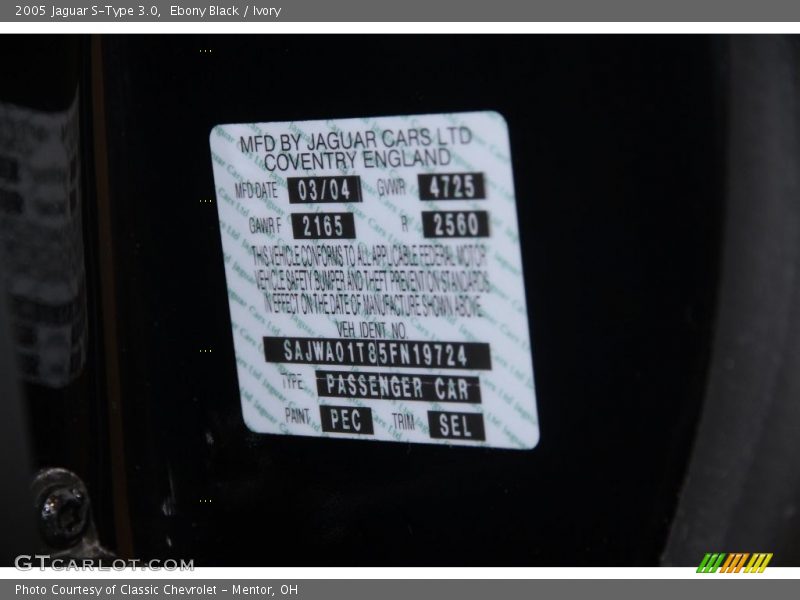 2005 Jaguar S-Type 3.0, Ebony Black / Ivory
MFD BY JAGUAR CARS LTD
COVENTRY ENGLAND
MFD DATE 03/04 GVWR 4725
GAWR F 2165 R 2560
THIS VEHICLE CONFORMS TO ALL APPLICABLE FEDERAL MOTOR
VEHICLE SAFETY BUMPER AND THEFT PREVENTION STANDARDS
IN EFFECT ON THE DATE OF MANUFACTURE SHOWN ABOVE
VEH. IDENT. NO.
SAJWA01T85FN19724
TYPE PASSENGER CAR
PAINT PEC TRIM SEL
GTCARLOT.COM
Photo Courtesy of Classic Chevrolet - Mentor, OH